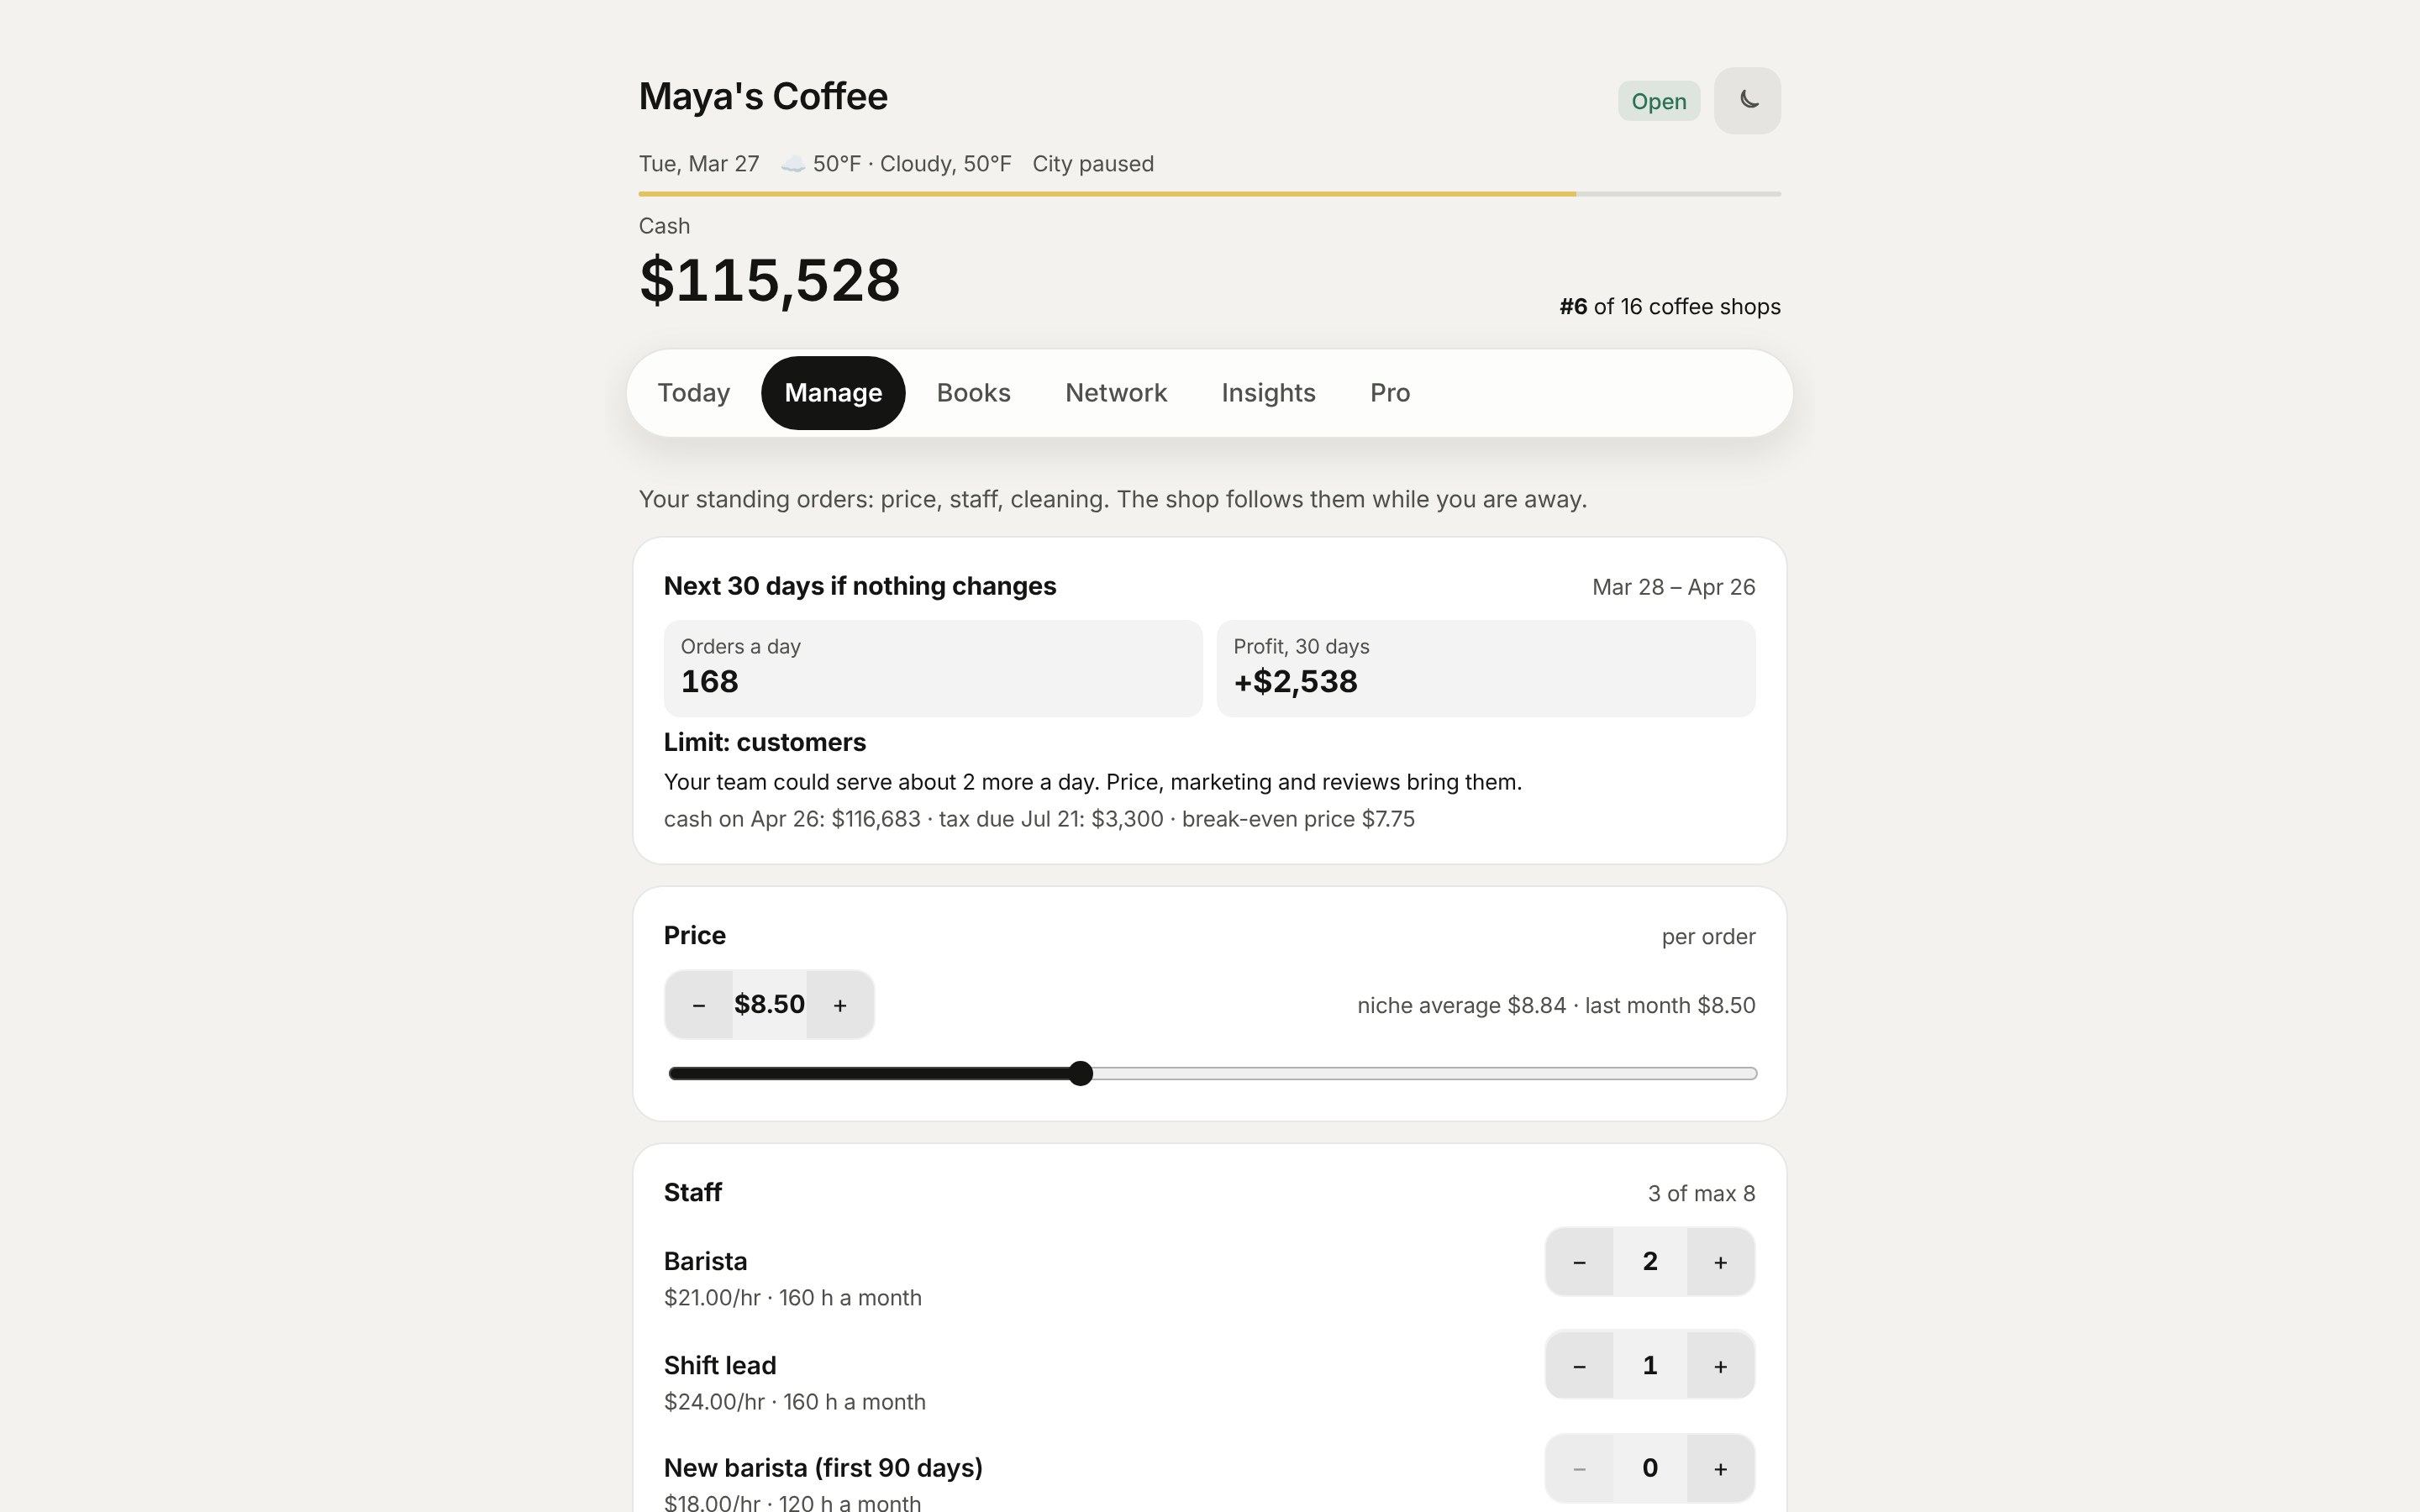 Maya's Coffee
Open
Tue, Mar 27 50°F · Cloudy, 50°F City paused
Cash
$115,528
#6 of 16 coffee shops
Today Manage Books Network Insights Pro
Your standing orders: price, staff, cleaning. The shop follows them while you are away.
Next 30 days if nothing changes
Mar 28 – Apr 26
Orders a day
168
Profit, 30 days
+$2,538
Limit: customers
Your team could serve about 2 more a day. Price, marketing and reviews bring them.
cash on Apr 26: $116,683 · tax due Jul 21: $3,300 · break-even price $7.75
Price
per order
− $8.50 +
niche average $8.84 · last month $8.50
Staff
3 of max 8
Barista
− 2 +
$21.00/hr · 160 h a month
Shift lead
− 1 +
$24.00/hr · 160 h a month
New barista (first 90 days)
− 0 +
$18.00/hr · 120 h a month